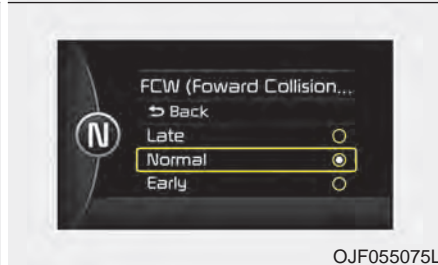 FCW (Foward Collision...
Back
Late
N
Normal
Early
OJF055075L